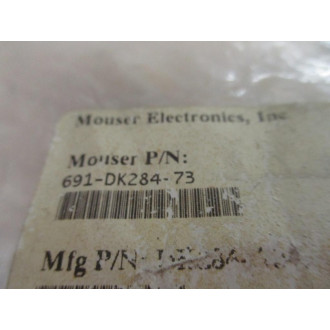 Mouser Electronics, Inc
Mouser P/N:
691-DK284-73
Mfg P/N: